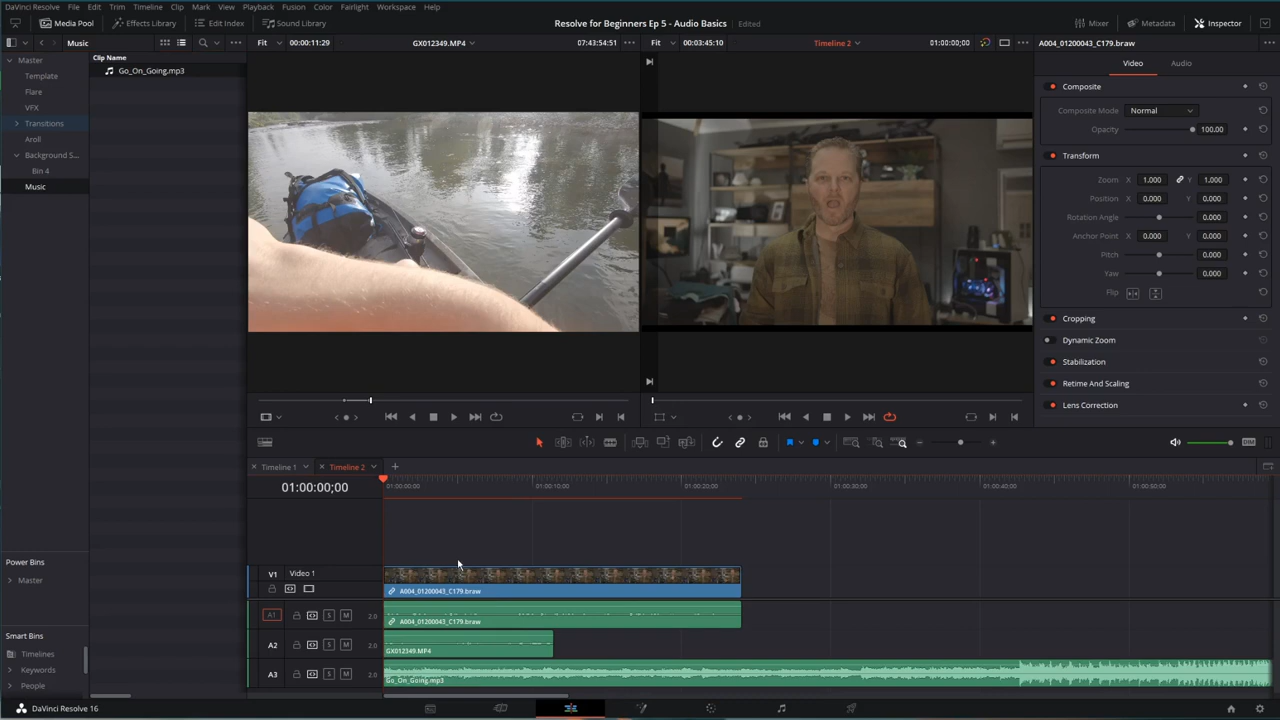 DaVinci Resolve File Edit Trim Timeline Clip Mark View Playback Fusion Color Fairlight Workspace Help
Media Pool Effects Library Edit Index Sound Library Resolve for Beginners Ep 5 - Audio Basics Edited Mixer Metadata Inspector
Music Fit 00:00:11:29 GX012349.MP4 07:43:54:51 Fit 00:03:45:10 Timeline 2 01:00:00;00 A004_01200043_C179.braw
Master
Template
Flare
VFX
Transitions
Aroll
Background S...
Bin 4
Music
Clip Name
Go_On_Going.mp3
Video Audio
Composite
Composite Mode Normal
Opacity 100.00
Transform
Zoom X 1.000 Y 1.000
Position X 0.000 Y 0.000
Rotation Angle 0.000
Anchor Point X 0.000 Y 0.000
Pitch 0.000
Yaw 0.000
Flip
Cropping
Dynamic Zoom
Stabilization
Retime And Scaling
Lens Correction
DIM
Timeline 1 Timeline 2
01:00:00;00 01:00:00;00 01:00:10;00 01:00:20;00 01:00:30;00 01:00:40;00 01:00:50;00
Power Bins
Master
Smart Bins
Timelines
Keywords
People
V1 Video 1
A004_01200043_C179.braw
A1 S M 2.0
A004_01200043_C179.braw
A2 S M 2.0
GX012349.MP4
A3 S M 2.0
Go_On_Going.mp3
DaVinci Resolve 16